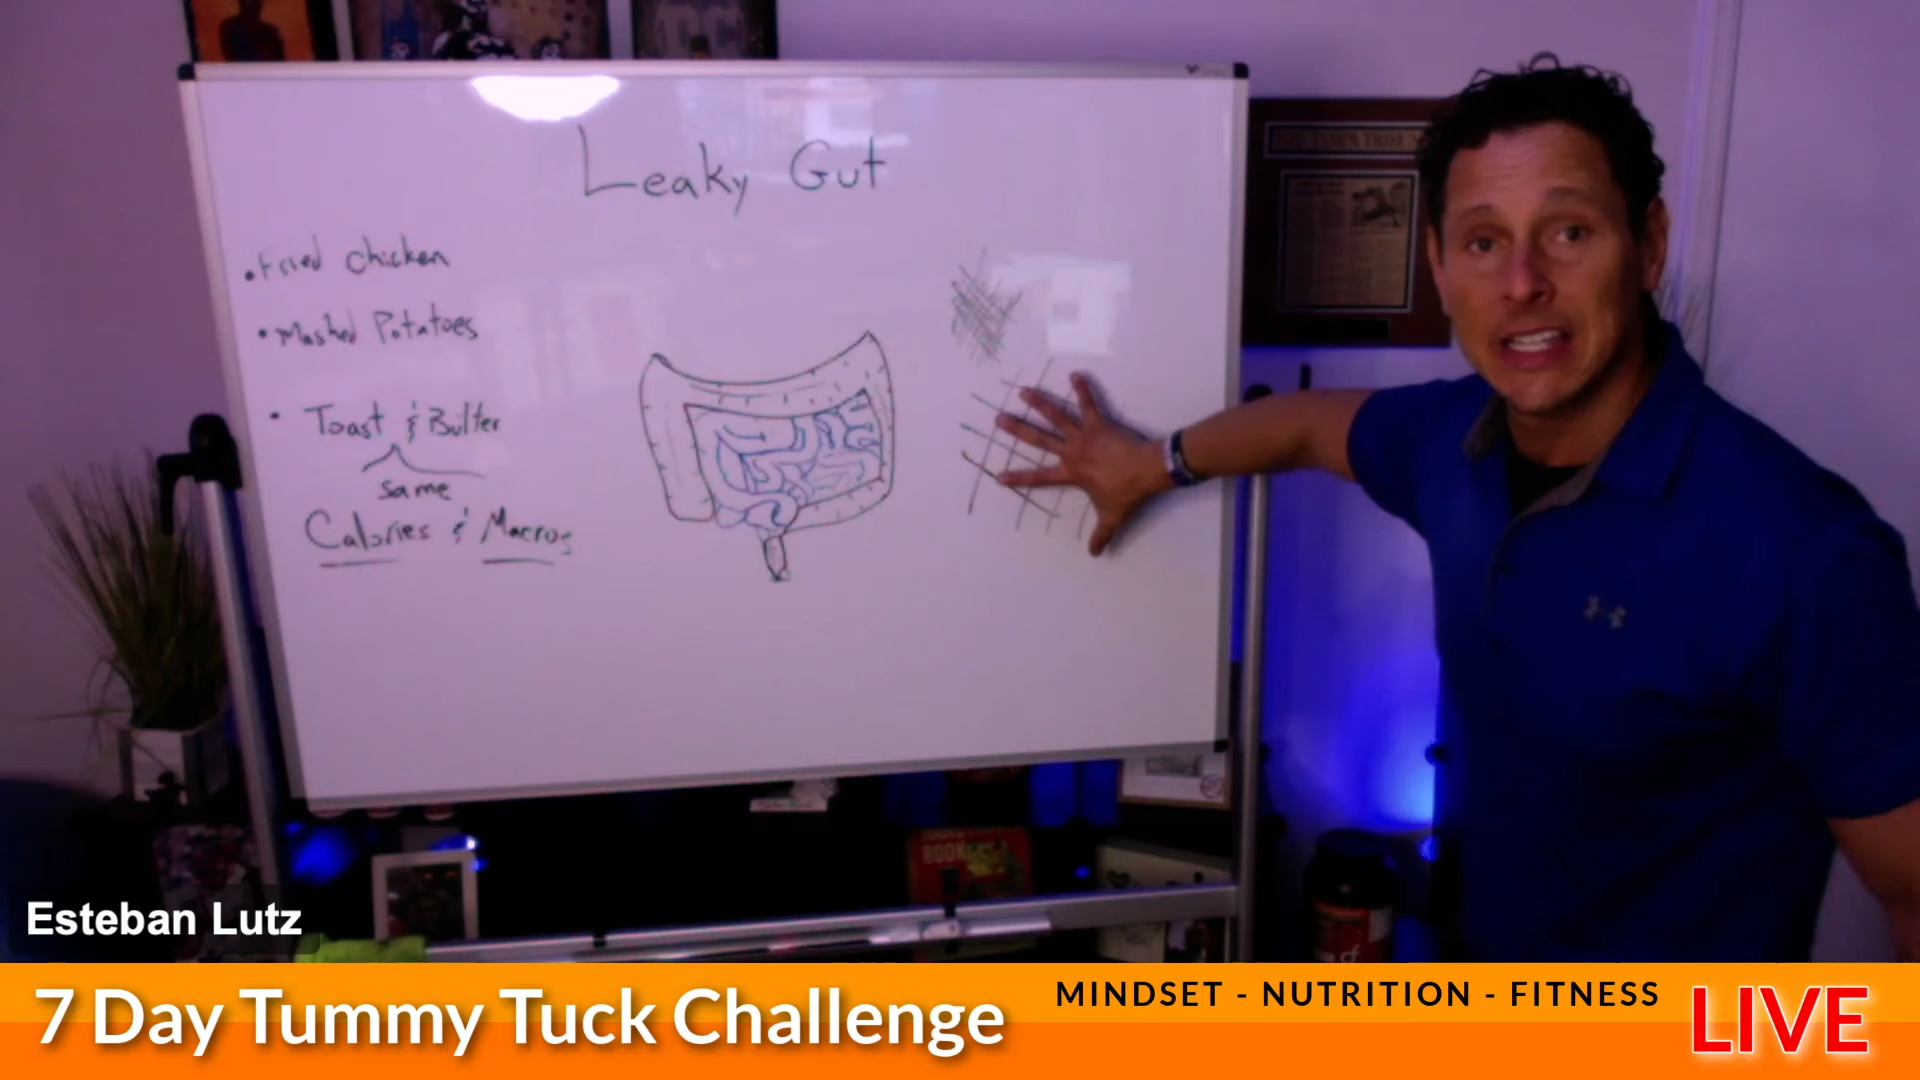 Leaky Gut
• Fried Chicken
• Mashed Potatoes
• Toast & Butter
Same
Calories & Macros
BOOK
Esteban Lutz
7 Day Tummy Tuck Challenge
MINDSET - NUTRITION - FITNESS
LIVE